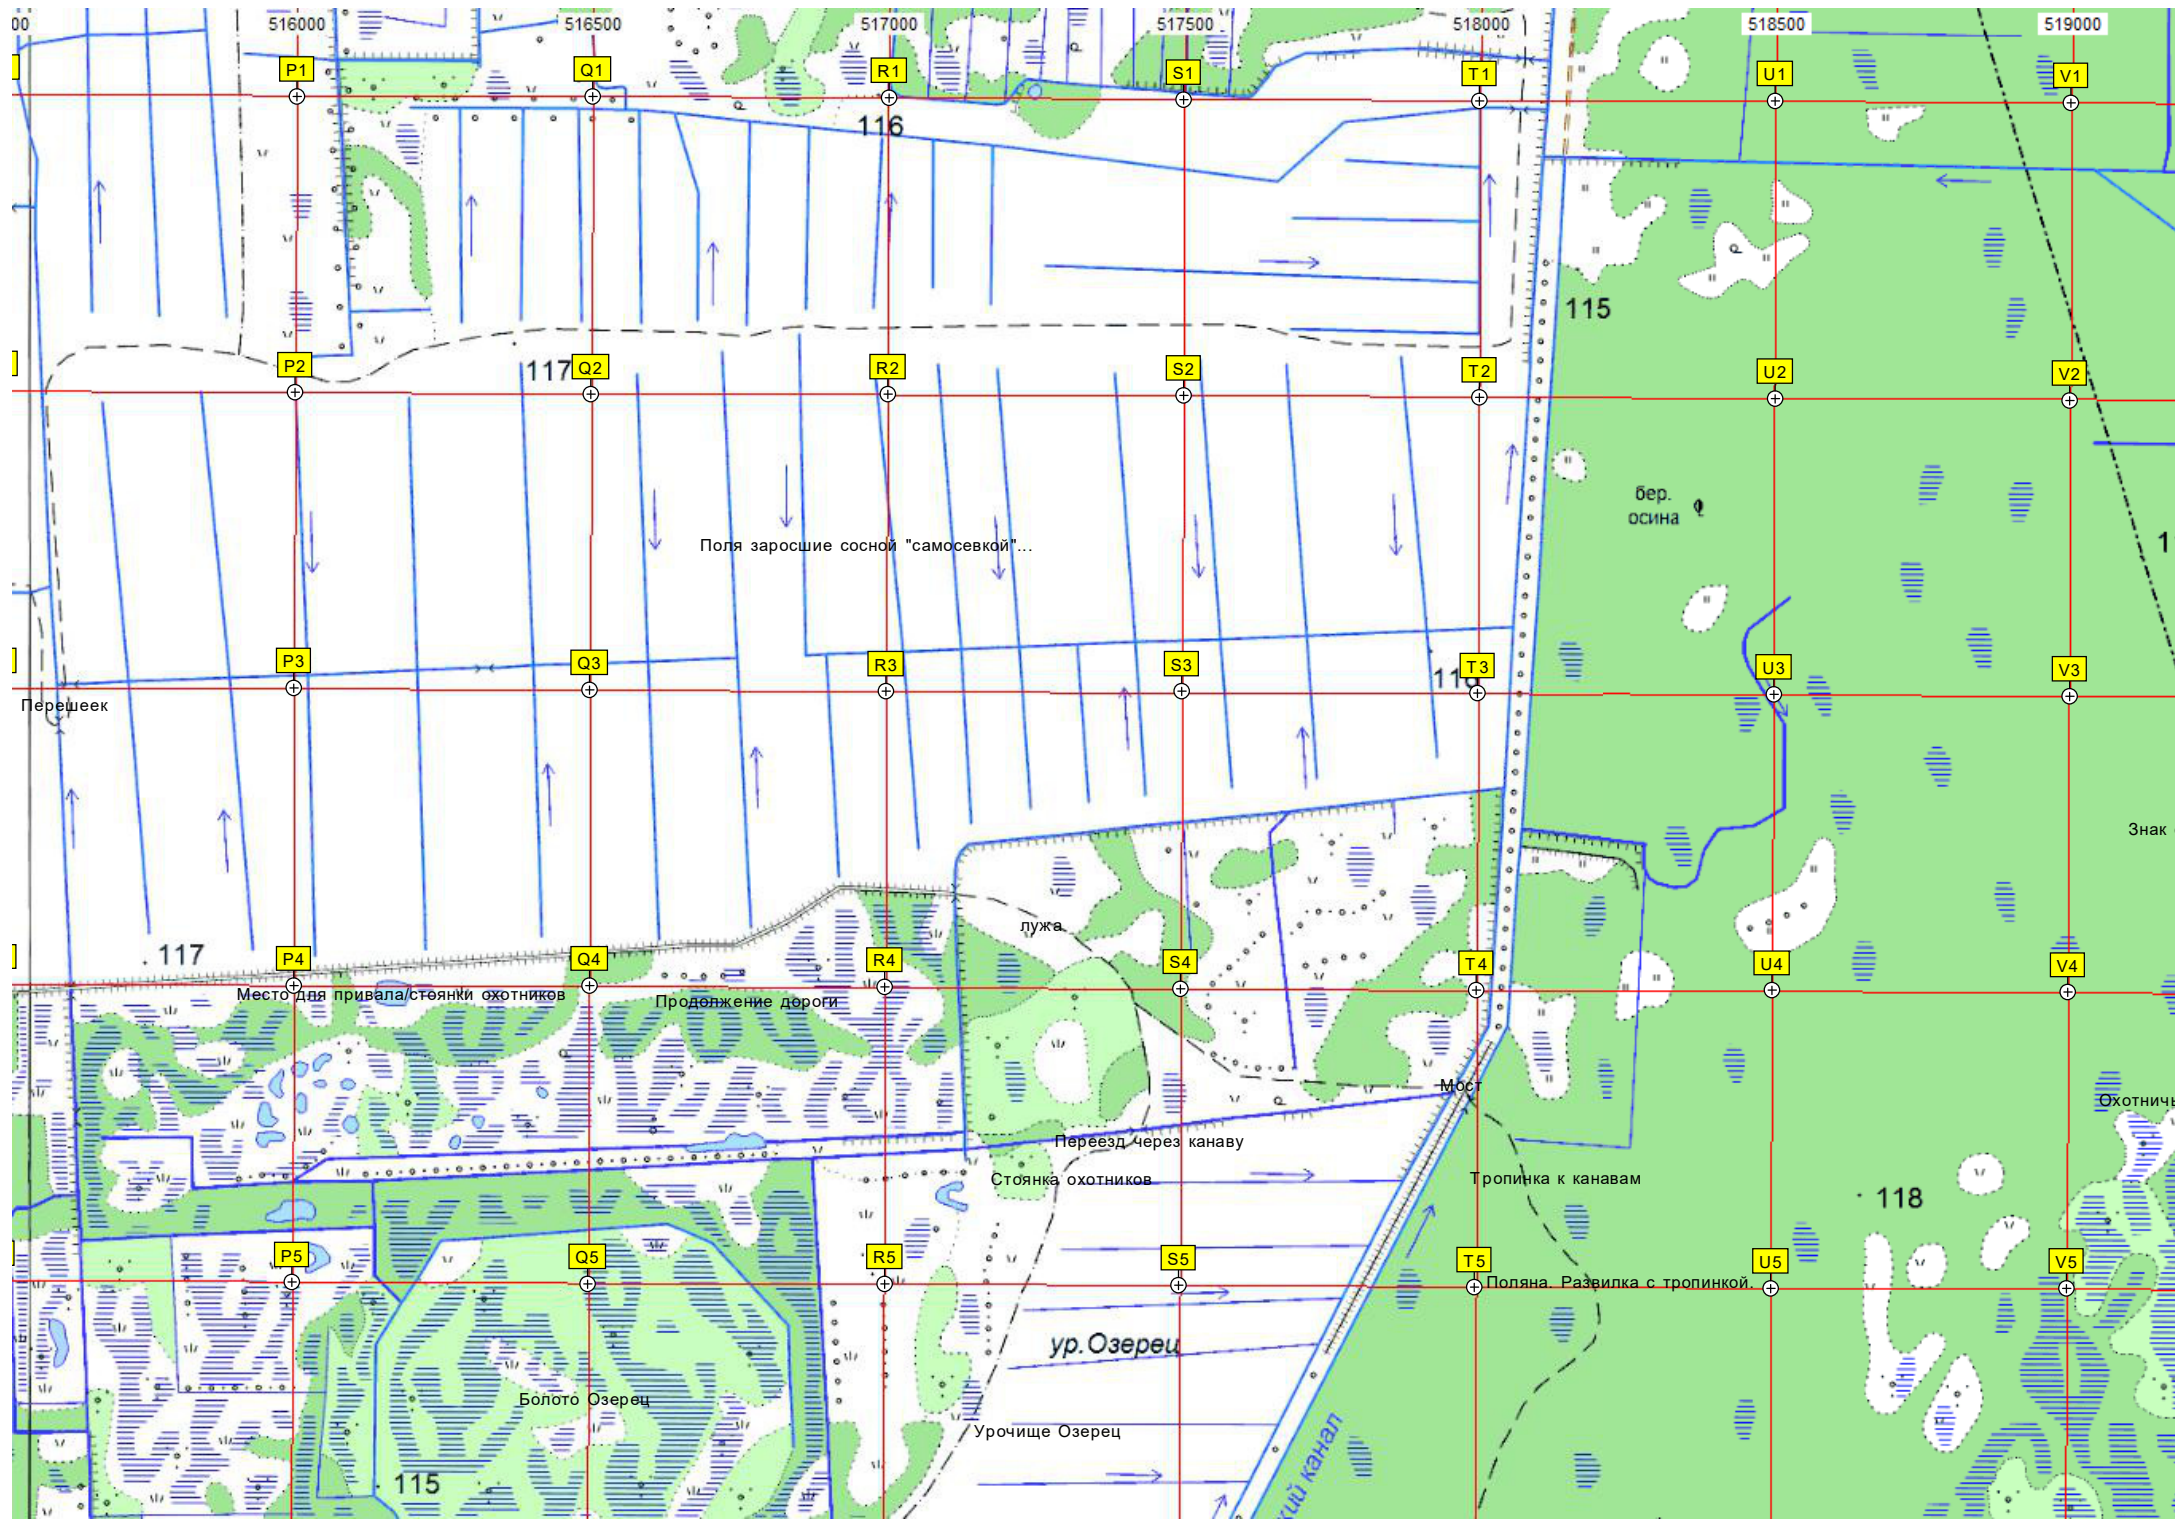 00 516000 516500 517000 517500 518000 518500 519000
P1 Q1 R1 S1 T1 U1 V1
116
115
P2 117 Q2 R2 S2 T2 U2 V2
бер.
осина
Поля заросшие сосной "самосевкой"...
P3 Q3 R3 S3 T3 U3 V3
Перешеек
Знак
лужа
117
P4 Q4 R4 S4 T4 U4 V4
Место для привала/стоянки охотников
Продолжение дороги
Мост
Переезд через канаву
Стоянка охотников
Тропинка к канавам
118
P5 Q5 R5 S5 T5 U5 V5
Поляна. Развилка с тропинкой.
ур.Озерец
Болото Озерец
Урочище Озерец
115
кий канал